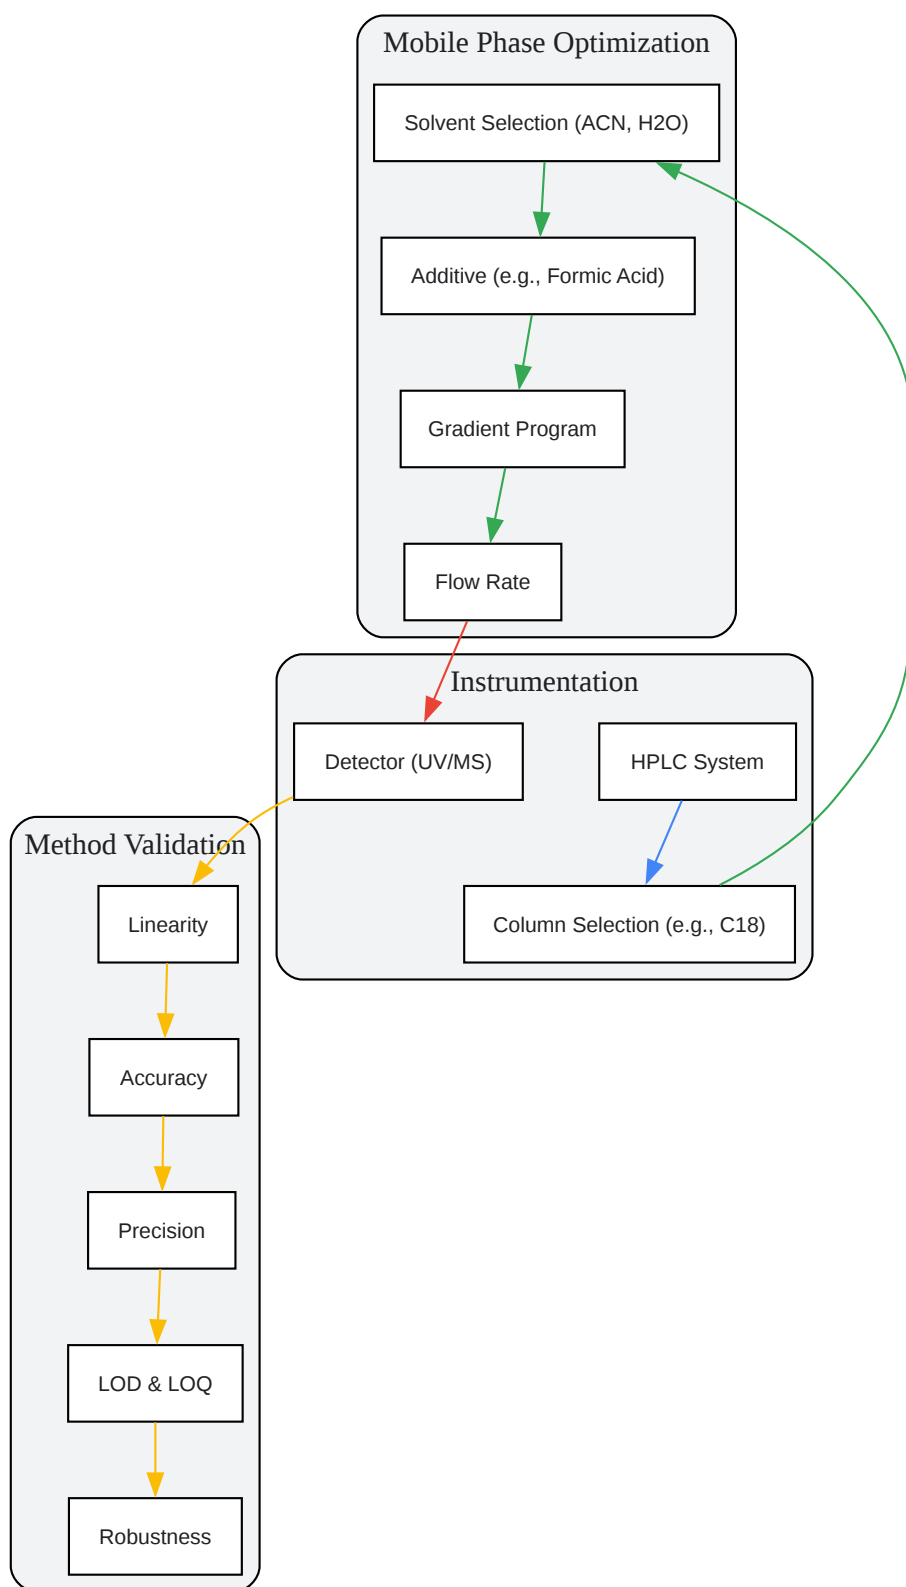 Mobile Phase Optimization
Solvent Selection (ACN, H2O)
Additive (e.g., Formic Acid)
Gradient Program
Flow Rate
Instrumentation
Detector (UV/MS)
HPLC System
Column Selection (e.g., C18)
Method Validation
Linearity
Accuracy
Precision
LOD & LOQ
Robustness